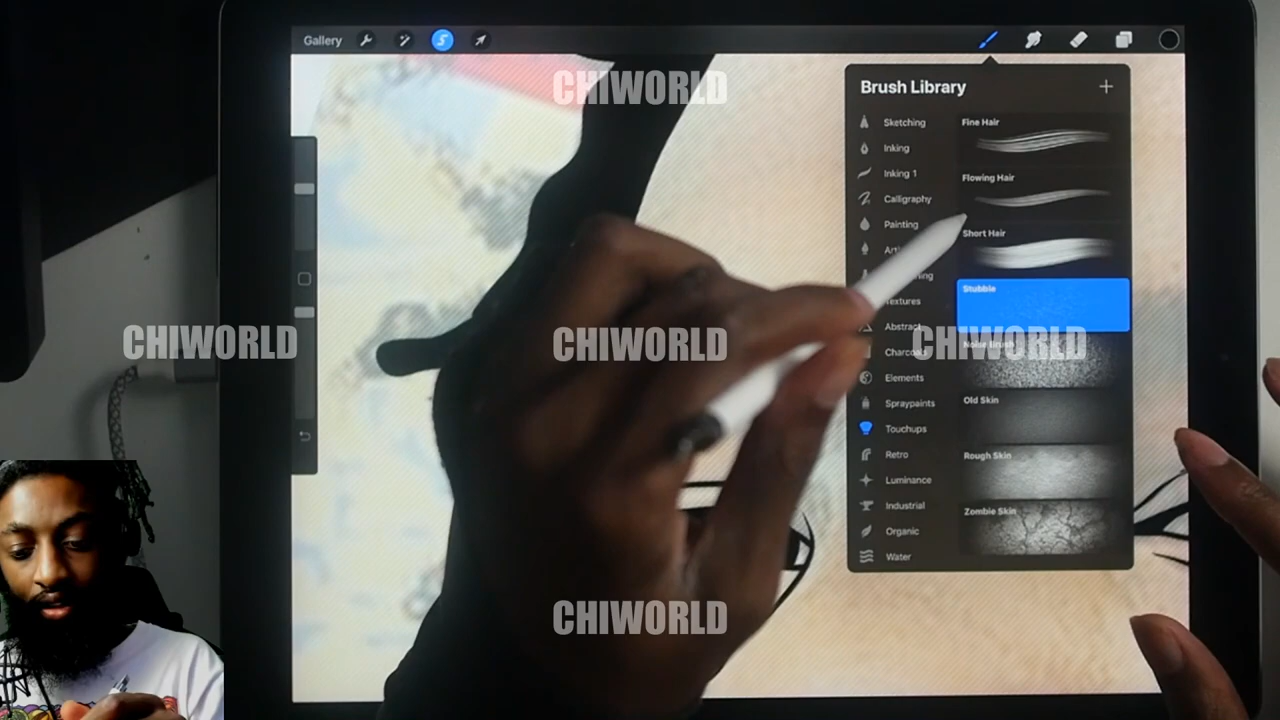 Gallery
CHIWORLD
Brush Library
Sketching
Inking
Inking 1
Calligraphy
Painting
Textures
Abstract
Elements
Spraypaints
Touchups
Retro
Luminance
Industrial
Organic
Water
Fine Hair
Flowing Hair
Short Hair
Stubble
Noise Brush
Old Skin
Rough Skin
Zombie Skin
CHIWORLD
CHIWORLD
CHIWORLD
CHIWORLD